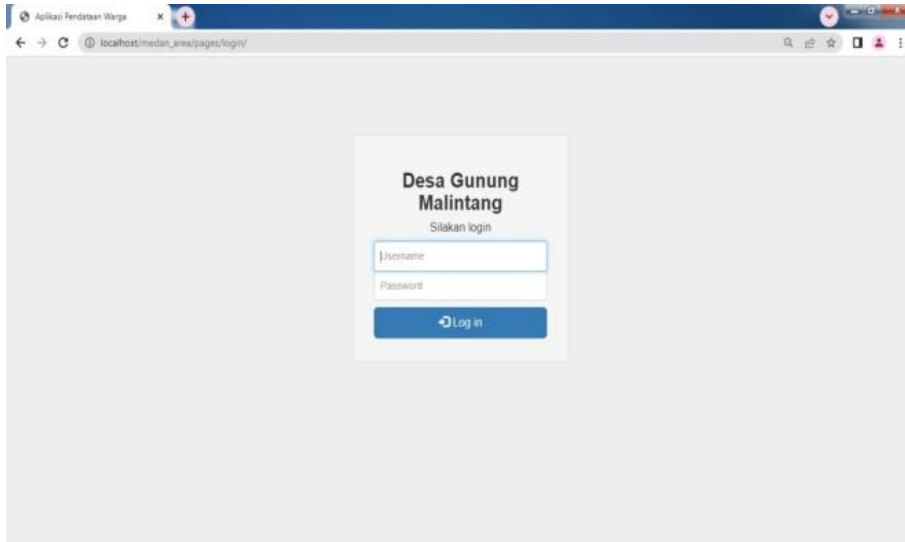 Aplikasi Pendataan Warga
localhost/medan_area/pages/login/
Desa Gunung
Malintang
Silakan login
Username
Password
Log in